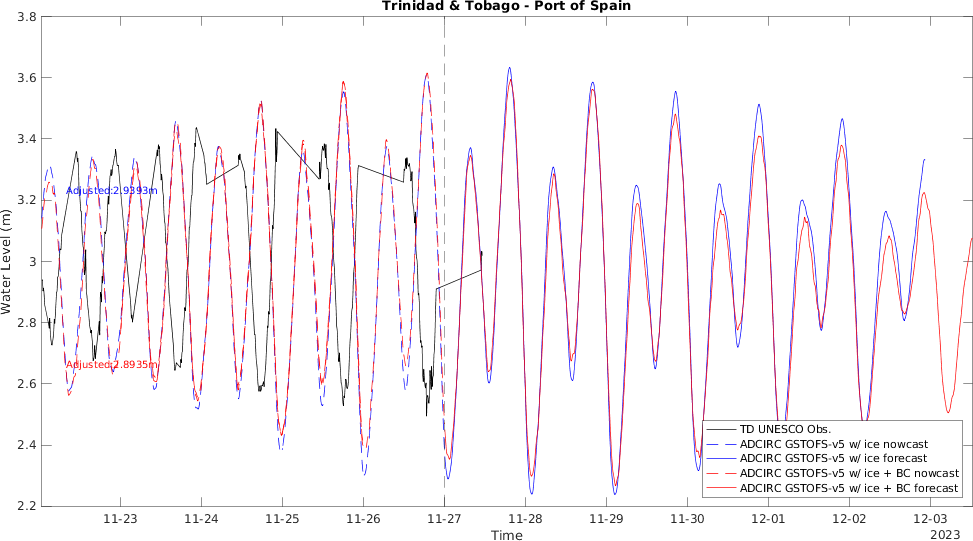 Trinidad & Tobago - Port of Spain
3.8
3.6
3.4
3.2
3
2.8
2.6
2.4
2.2
Water Level (m)
Adjusted:2.9393m
Adjusted:2.8935m
TD UNESCO Obs.
ADCIRC GSTOFS-v5 w/ ice nowcast
ADCIRC GSTOFS-v5 w/ ice forecast
ADCIRC GSTOFS-v5 w/ ice + BC nowcast
ADCIRC GSTOFS-v5 w/ ice + BC forecast
11-23 11-24 11-25 11-26 11-27 11-28 11-29 11-30 12-01 12-02 12-03
Time
2023